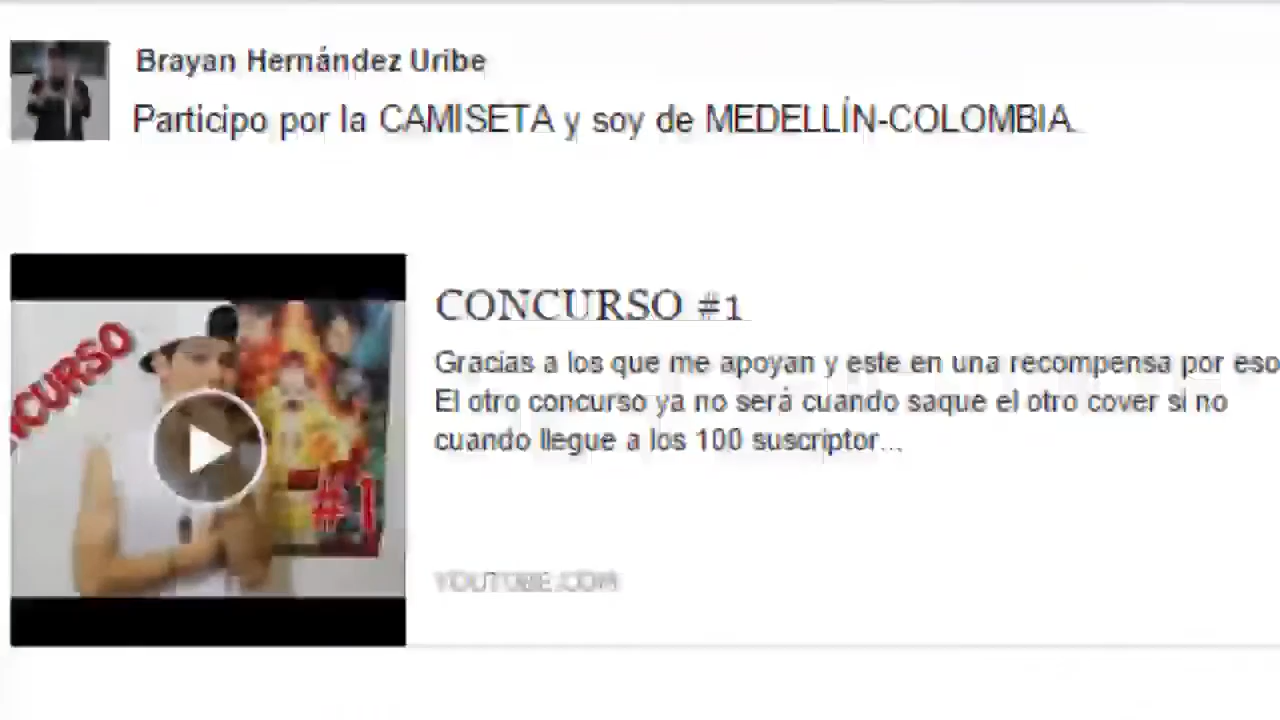 Brayan Hernández Uribe
Participo por la CAMISETA y soy de MEDELLÍN-COLOMBIA.
CONCURSO #1
Gracias a los que me apoyan y este en una recompensa por eso
El otro concurso ya no será cuando saque el otro cover si no
cuando llegue a los 100 suscriptor...
YOUTUBE.COM
NCURSO
#1